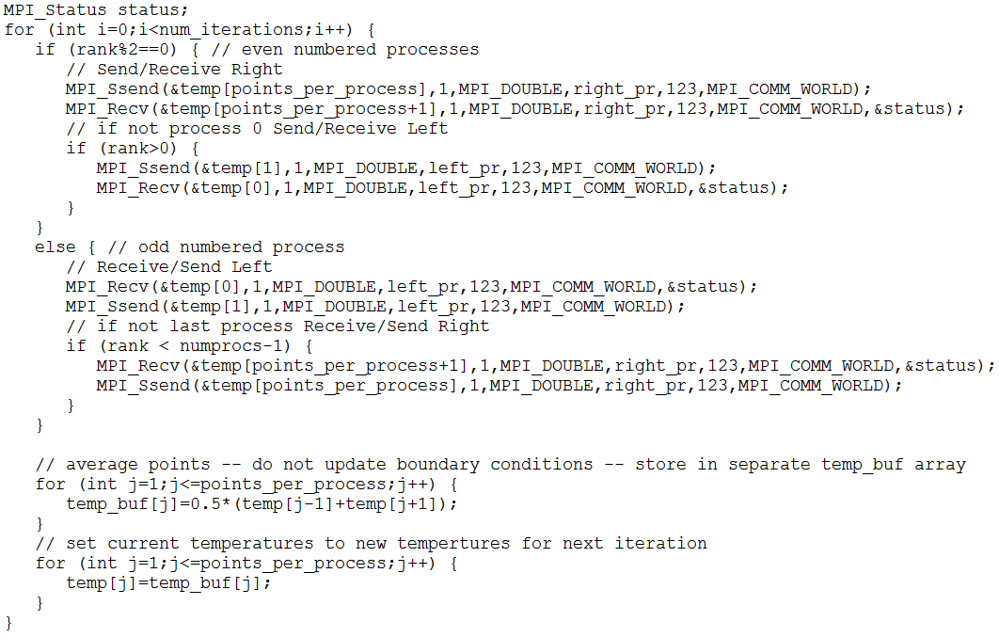 MPI_Status status;
for (int i=0;i<num_iterations;i++) {
   if (rank%2==0) { // even numbered processes
      // Send/Receive Right
      MPI_Ssend(&temp[points_per_process],1,MPI_DOUBLE,right_pr,123,MPI_COMM_WORLD);
      MPI_Recv(&temp[points_per_process+1],1,MPI_DOUBLE,right_pr,123,MPI_COMM_WORLD,&status);
      // if not process 0 Send/Receive Left
      if (rank>0) {
         MPI_Ssend(&temp[1],1,MPI_DOUBLE,left_pr,123,MPI_COMM_WORLD);
         MPI_Recv(&temp[0],1,MPI_DOUBLE,left_pr,123,MPI_COMM_WORLD,&status);
      }
   }
   else { // odd numbered process
      // Receive/Send Left
      MPI_Recv(&temp[0],1,MPI_DOUBLE,left_pr,123,MPI_COMM_WORLD,&status);
      MPI_Ssend(&temp[1],1,MPI_DOUBLE,left_pr,123,MPI_COMM_WORLD);
      // if not last process Receive/Send Right
      if (rank < numprocs-1) {
         MPI_Recv(&temp[points_per_process+1],1,MPI_DOUBLE,right_pr,123,MPI_COMM_WORLD,&status);
         MPI_Ssend(&temp[points_per_process],1,MPI_DOUBLE,right_pr,123,MPI_COMM_WORLD);
      }
   }

   // average points -- do not update boundary conditions -- store in separate temp_buf array
   for (int j=1;j<=points_per_process;j++) {
      temp_buf[j]=0.5*(temp[j-1]+temp[j+1]);
   }
   // set current temperatures to new tempertures for next iteration
   for (int j=1;j<=points_per_process;j++) {
      temp[j]=temp_buf[j];
   }
}